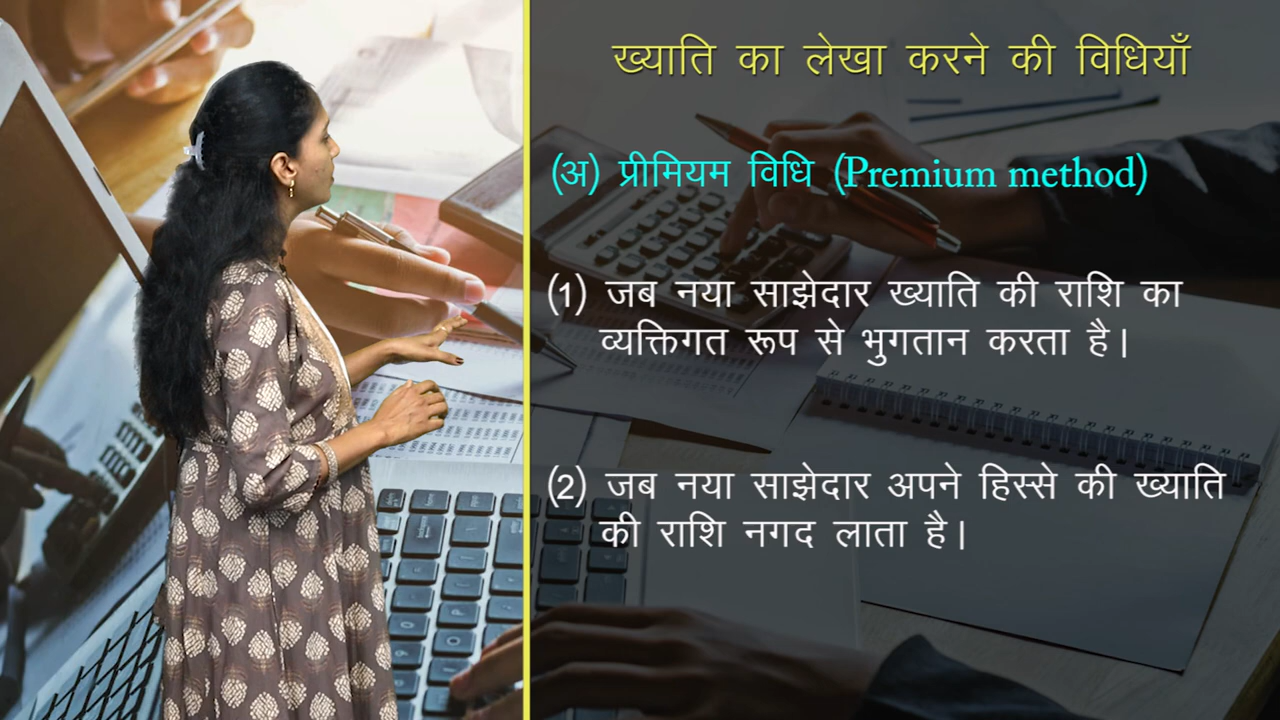 ख्याति का लेखा करने की विधियाँ
(अ) प्रीमियम विधि (Premium method)
(1) जब नया साझेदार ख्याति की राशि का
व्यक्तिगत रूप से भुगतान करता है।
(2) जब नया साझेदार अपने हिस्से की ख्याति
की राशि नगद लाता है।